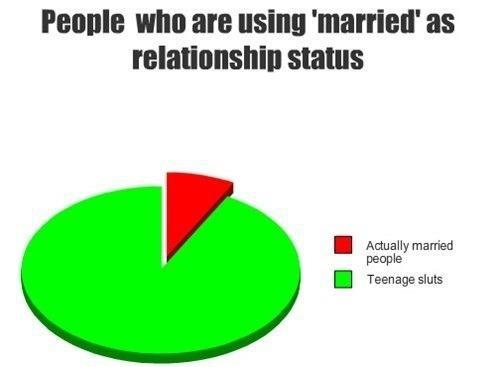 People who are using 'married' as
relationship status
Actually married
people
Teenage sluts